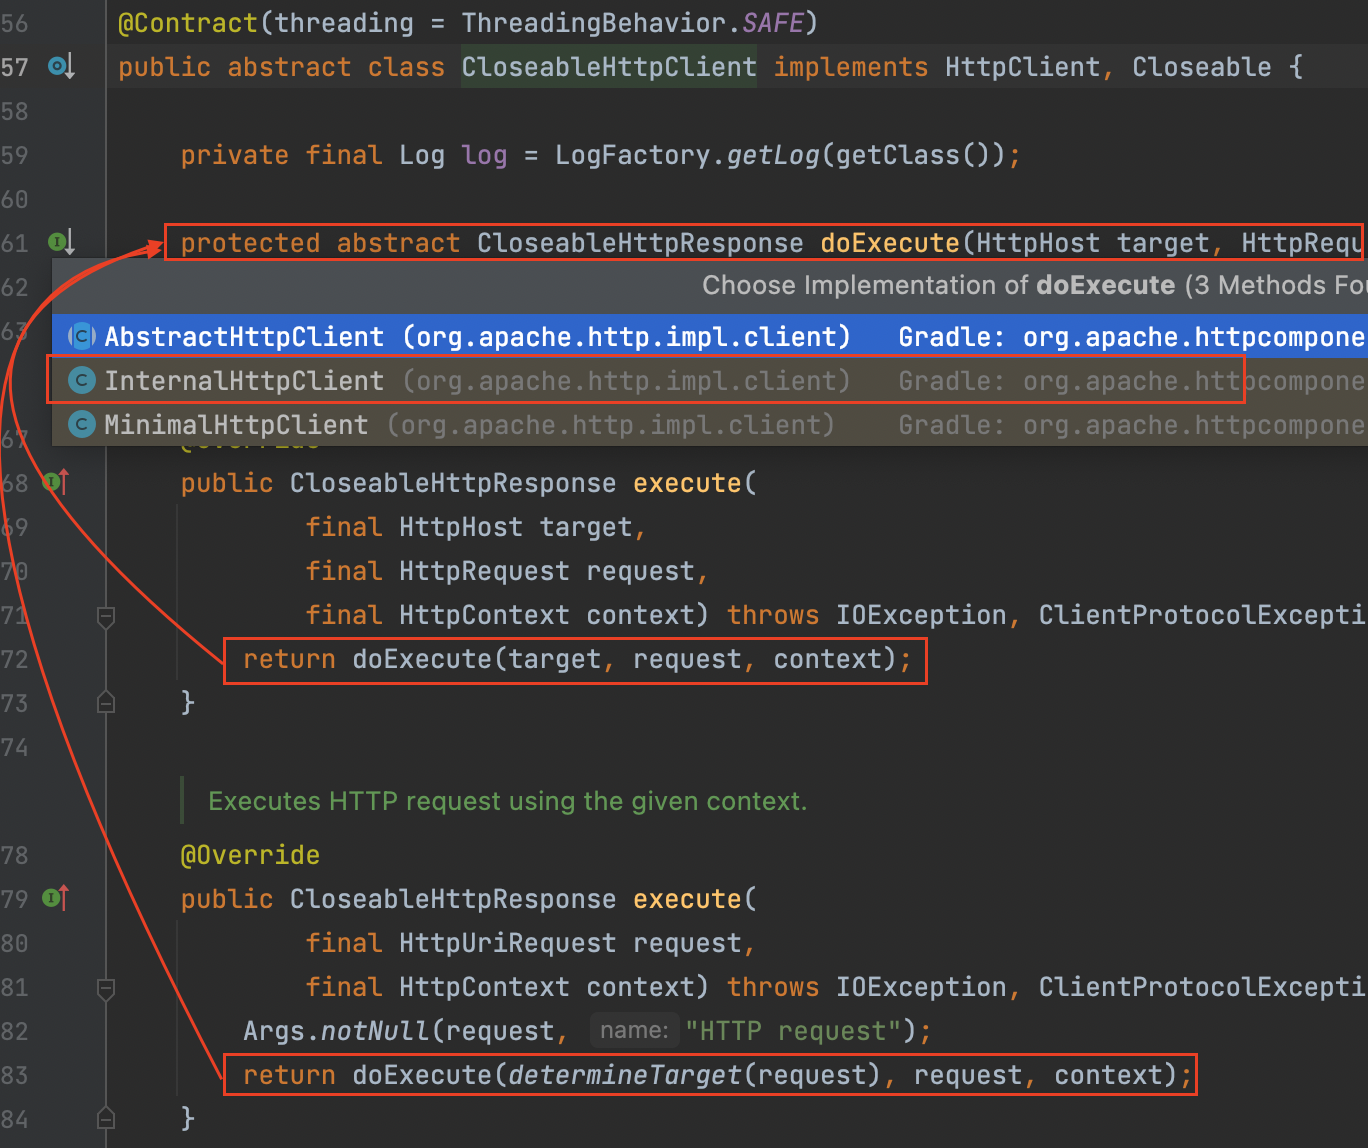 56 @Contract(threading = ThreadingBehavior.SAFE)
57 public abstract class CloseableHttpClient implements HttpClient, Closeable {
58
59 private final Log log = LogFactory.getLog(getClass());
60
61 protected abstract CloseableHttpResponse doExecute(HttpHost target, HttpRequ
62 Choose Implementation of doExecute (3 Methods Fou
63 AbstractHttpClient (org.apache.http.impl.client) Gradle: org.apache.httpcompone
InternalHttpClient (org.apache.http.impl.client) Gradle: org.apache.httpcompone
MinimalHttpClient (org.apache.http.impl.client) Gradle: org.apache.httpcompone
67 @Override
68 public CloseableHttpResponse execute(
69 final HttpHost target,
70 final HttpRequest request,
71 final HttpContext context) throws IOException, ClientProtocolExcepti
72 return doExecute(target, request, context);
73 }
74
Executes HTTP request using the given context.
78 @Override
79 public CloseableHttpResponse execute(
80 final HttpUriRequest request,
81 final HttpContext context) throws IOException, ClientProtocolExcepti
82 Args.notNull(request, name: "HTTP request");
83 return doExecute(determineTarget(request), request, context);
84 }